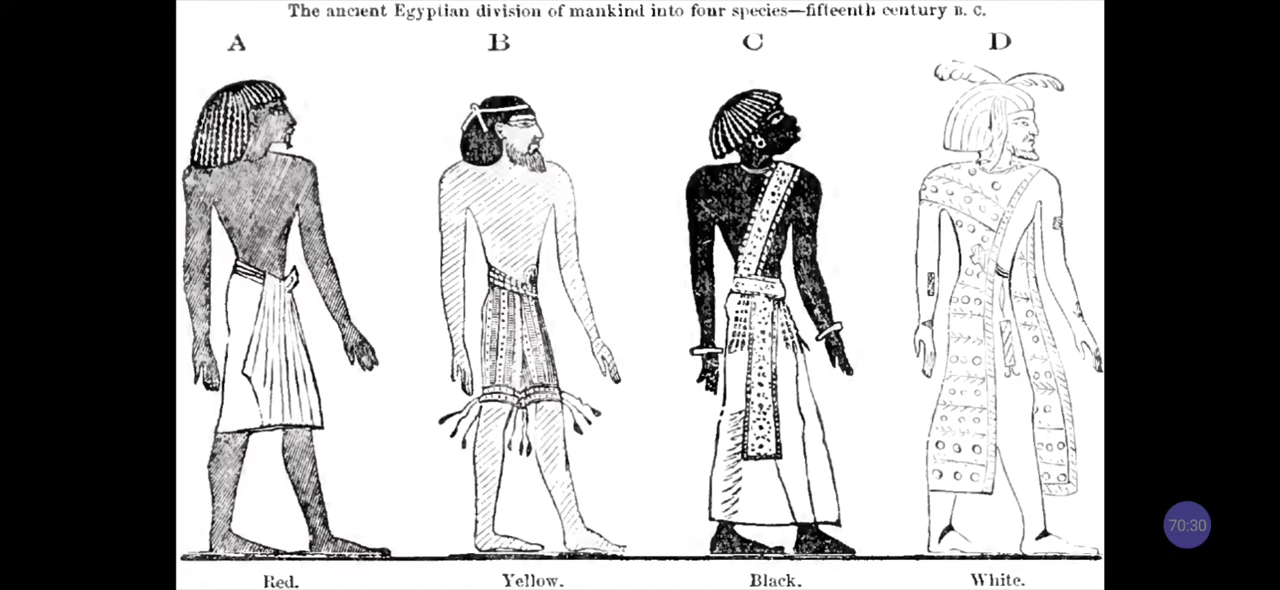 The ancient Egyptian division of mankind into four species—fifteenth century B. C.
A B C D
Red. Yellow. Black. White.
70:30